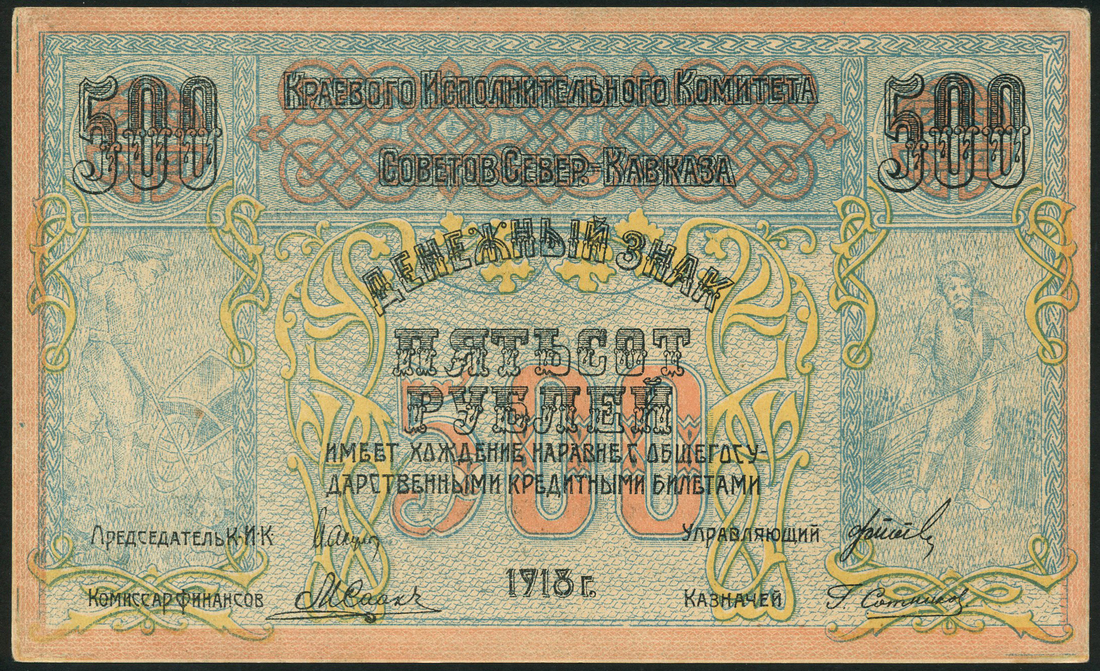 500 КРАЕВОГО ИСПОЛНИТЕЛЬНОГО КОМИТЕТА 500
СОВЕТОВ СЕВЕР.-КАВКАЗА
ДЕНЕЖНЫЙ ЗНАК
ПЯТЬСОТ
РУБЛЕЙ
500
ИМЕЕТ ХОЖДЕНИЕ НАРАВНЕ С ОБЩЕГОСУ-
ДАРСТВЕННЫМИ КРЕДИТНЫМИ БИЛЕТАМИ
ПРЕДСЕДАТЕЛЬ К.И.К УПРАВЛЯЮЩИЙ
1918 г.
КОМИССАР ФИНАНСОВ КАЗНАЧЕЙ